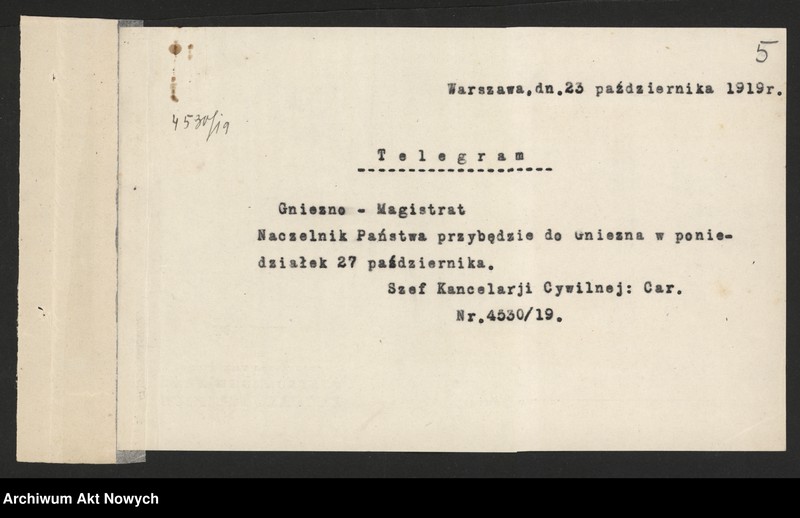 5
Warszawa,dn.23 października 1919r.
4530/19
Telegram
Gniezno - Magistrat
Naczelnik Państwa przybędzie do Gniezna w ponie-
działek 27 października.
Szef Kancelarji Cywilnej: Car.
Nr.4530/19.
Archiwum Akt Nowych